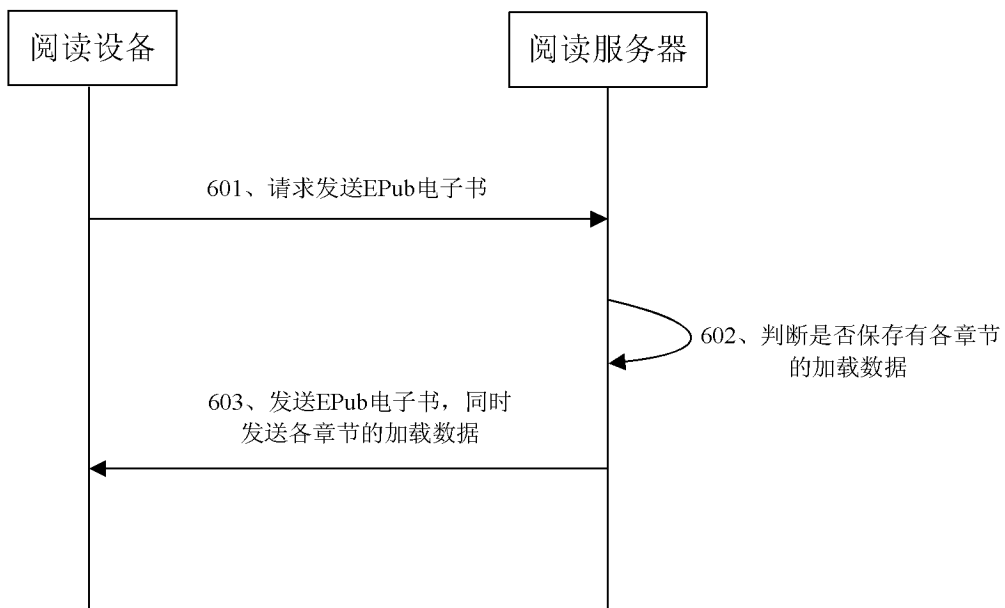 阅读设备
阅读服务器
601、请求发送EPub电子书
602、判断是否保存有各章节
的加载数据
603、发送EPub电子书，同时
发送各章节的加载数据